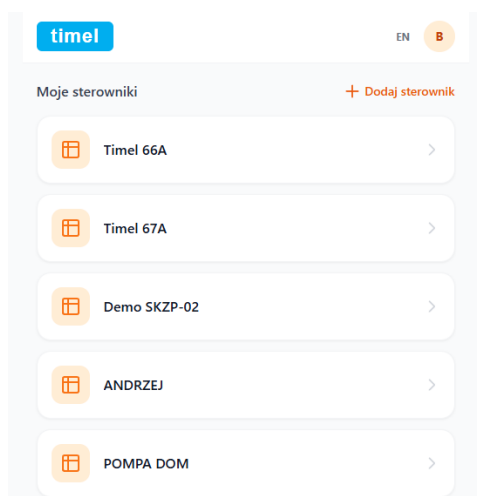 timel
EN B
Moje sterowniki
+ Dodaj sterownik
Timel 66A
Timel 67A
Demo SKZP-02
ANDRZEJ
POMPA DOM